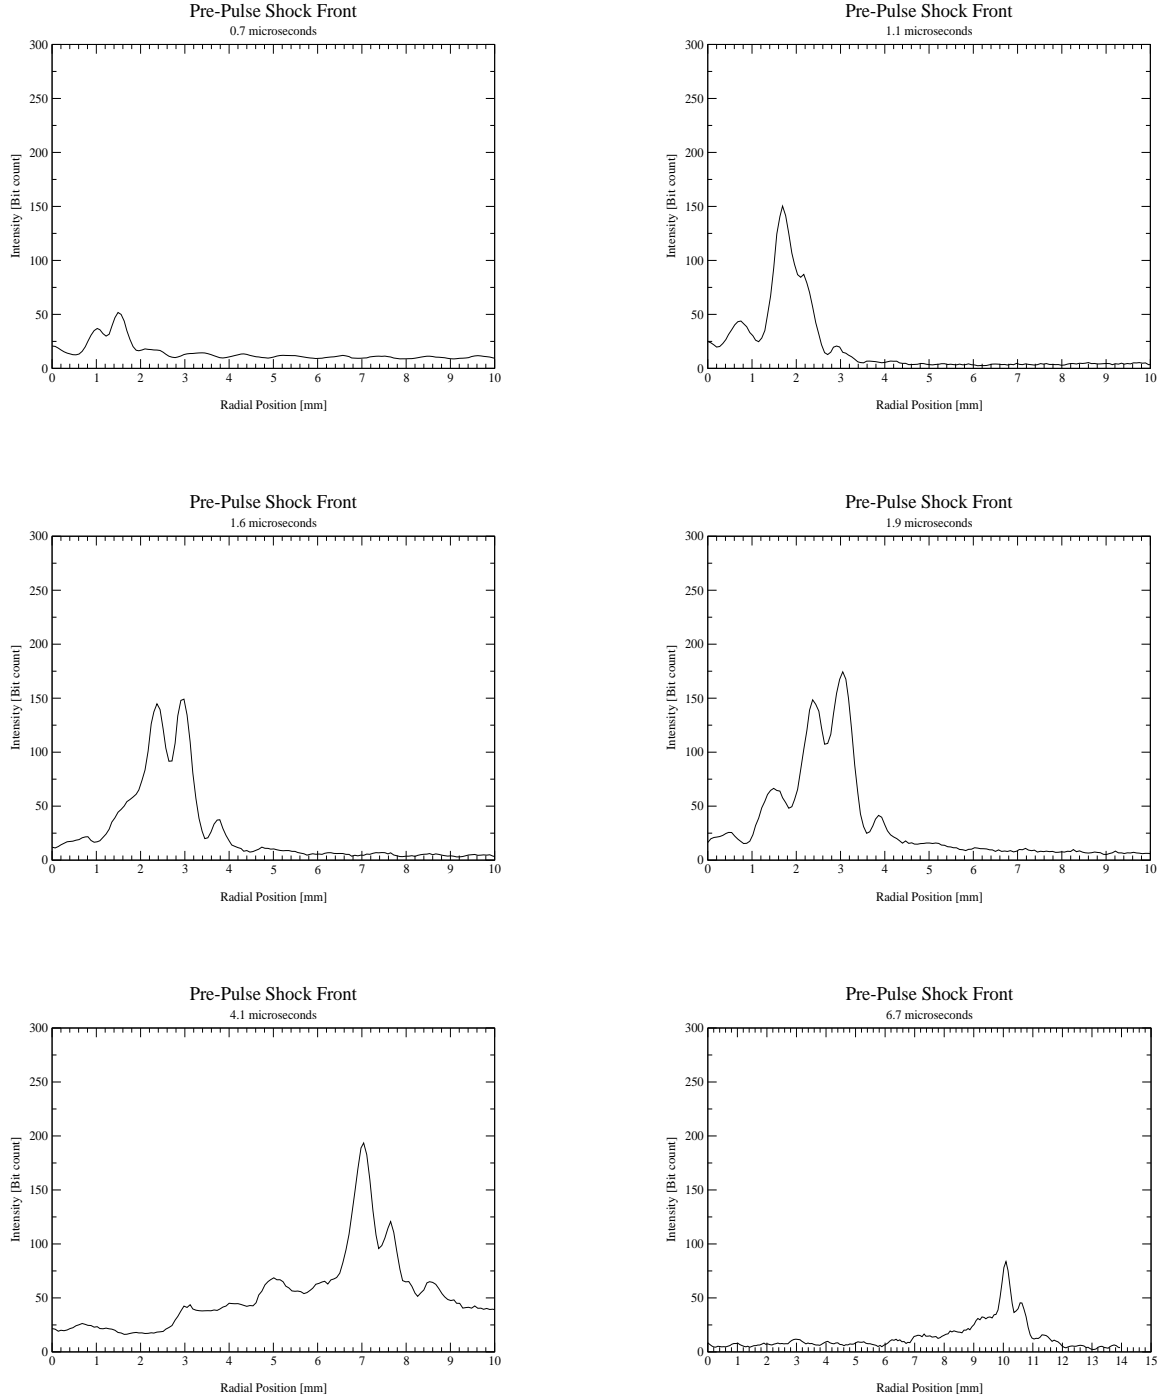 Pre-Pulse Shock Front
0.7 microseconds
300
250
200
150
100
50
0
Intensity [Bit count]
0 1 2 3 4 5 6 7 8 9 10
Radial Position [mm]
Pre-Pulse Shock Front
1.1 microseconds
300
250
200
150
100
50
0
Intensity [Bit count]
0 1 2 3 4 5 6 7 8 9 10
Radial Position [mm]
Pre-Pulse Shock Front
1.6 microseconds
300
250
200
150
100
50
0
Intensity [Bit count]
0 1 2 3 4 5 6 7 8 9 10
Radial Position [mm]
Pre-Pulse Shock Front
1.9 microseconds
300
250
200
150
100
50
0
Intensity [Bit count]
0 1 2 3 4 5 6 7 8 9 10
Radial Position [mm]
Pre-Pulse Shock Front
4.1 microseconds
300
250
200
150
100
50
0
Intensity [Bit count]
0 1 2 3 4 5 6 7 8 9 10
Radial Position [mm]
Pre-Pulse Shock Front
6.7 microseconds
300
250
200
150
100
50
0
Intensity [Bit count]
0 1 2 3 4 5 6 7 8 9 10 11 12 13 14 15
Radial Position [mm]